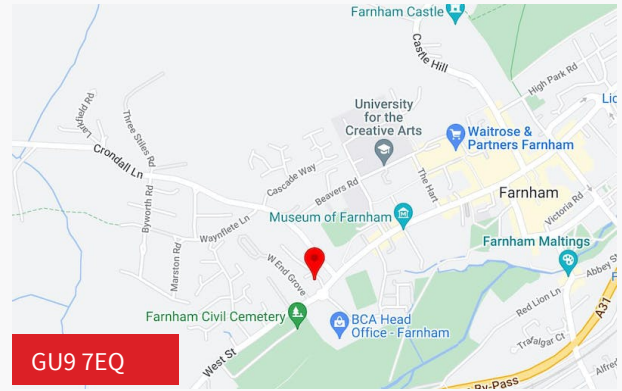 Farnham Castle
Castle Hill
High Park Rd
University
for the
Creative Arts
Waitrose &
Partners Farnham
Larkfield Rd
Three Stiles Rd
Crondall Ln
Cascade Way
Beavers Rd
The Hart
Farnham
Victoria Rd
Byworth Rd
Museum of Farnham
Waynflete Ln
Marston Rd
Farnham Maltings
W End Grove
Abbey St
Farnham Civil Cemetery
BCA Head
Office - Farnham
Red Lion Ln
A31
Trafalgar Ct
West St
GU9 7EQ
By-Pass